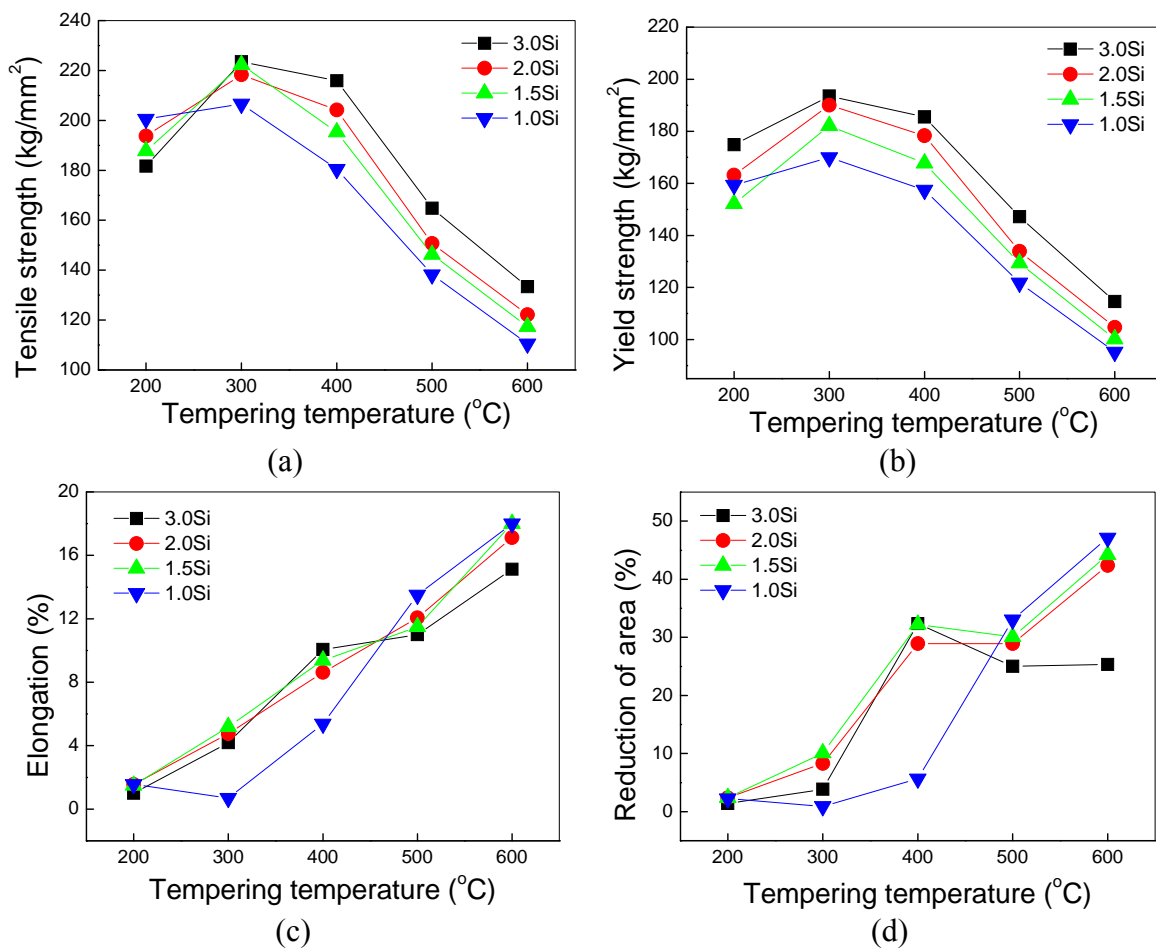 240
220
200
180
160
140
120
100
Tensile strength (kg/mm²)
3.0Si
2.0Si
1.5Si
1.0Si
200 300 400 500 600
Tempering temperature (°C)
(a)
220
200
180
160
140
120
100
Yield strength (kg/mm²)
3.0Si
2.0Si
1.5Si
1.0Si
200 300 400 500 600
Tempering temperature (°C)
(b)
20
16
12
8
4
0
Elongation (%)
3.0Si
2.0Si
1.5Si
1.0Si
200 300 400 500 600
Tempering temperature (°C)
(c)
50
40
30
20
10
0
Reduction of area (%)
3.0Si
2.0Si
1.5Si
1.0Si
200 300 400 500 600
Tempering temperature (°C)
(d)